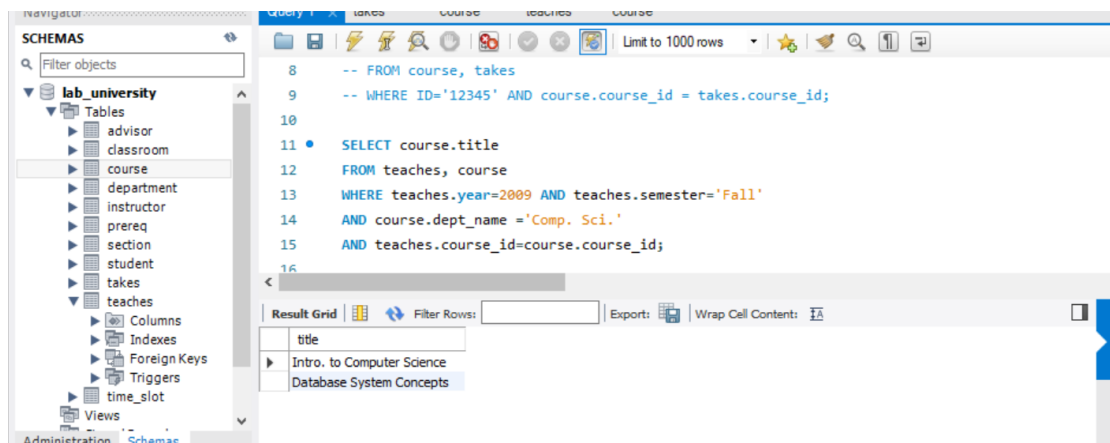 Navigator
Query 1 takes course teaches course
SCHEMAS
Filter objects
Limit to 1000 rows
lab_university
Tables
advisor
classroom
course
department
instructor
prereq
section
student
takes
teaches
Columns
Indexes
Foreign Keys
Triggers
time_slot
Views
Administration Schemas
8 -- FROM course, takes
9 -- WHERE ID='12345' AND course.course_id = takes.course_id;
10
11 SELECT course.title
12 FROM teaches, course
13 WHERE teaches.year=2009 AND teaches.semester='Fall'
14 AND course.dept_name ='Comp. Sci.'
15 AND teaches.course_id=course.course_id;
16
Result Grid Filter Rows: Export: Wrap Cell Content: IA
title
Intro. to Computer Science
Database System Concepts